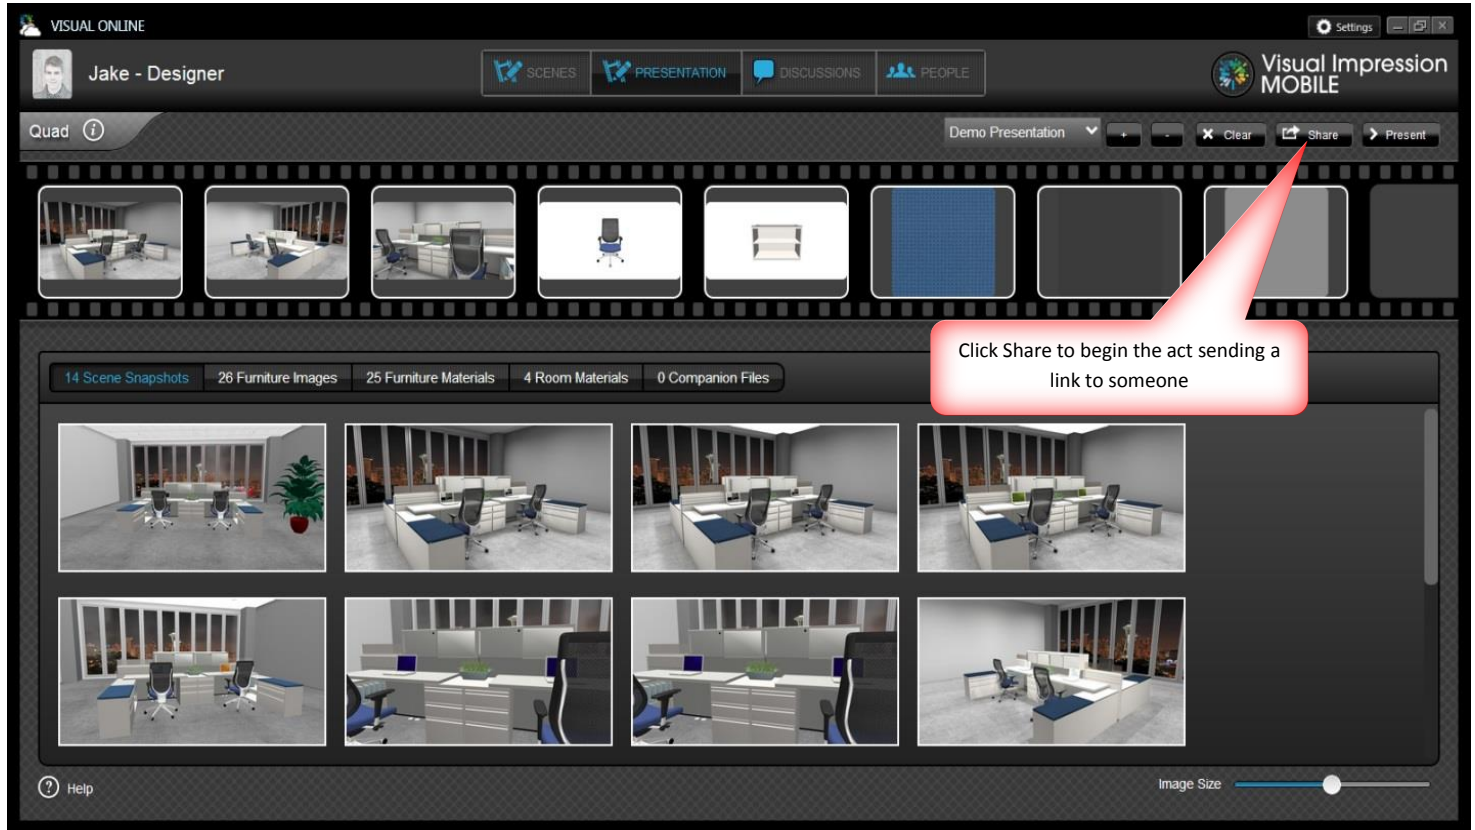 VISUAL ONLINE
Settings
Jake - Designer
SCENES
PRESENTATION
DISCUSSIONS
PEOPLE
Visual Impression
MOBILE
Quad
Demo Presentation
+
-
Clear
Share
Present
Click Share to begin the act sending a
link to someone
14 Scene Snapshots
26 Furniture Images
25 Furniture Materials
4 Room Materials
0 Companion Files
Help
Image Size